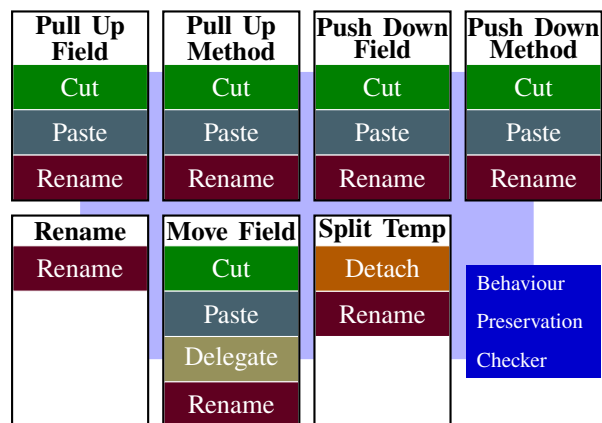 Pull Up
Field
Cut
Paste
Rename
Pull Up
Method
Cut
Paste
Rename
Push Down
Field
Cut
Paste
Rename
Push Down
Method
Cut
Paste
Rename
Rename
Rename
Move Field
Cut
Paste
Delegate
Rename
Split Temp
Detach
Rename
Behaviour
Preservation
Checker